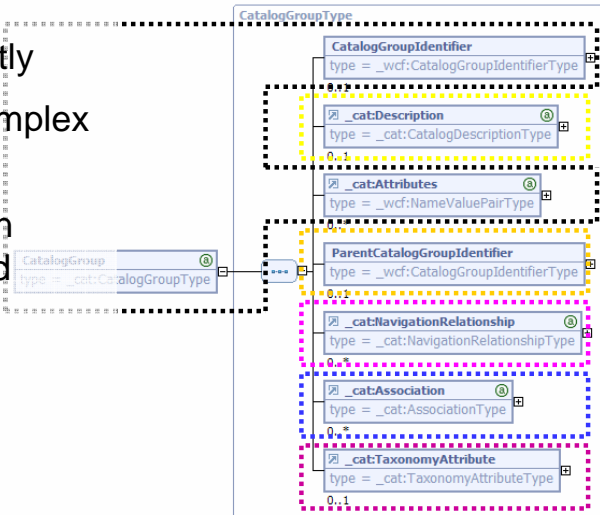 CatalogGroupType
tly
mplex
n
d
CatalogGroup
type = _cat:CatalogGroupType
CatalogGroupIdentifier
type = _wcf:CatalogGroupIdentifierType
0..1
_cat:Description
type = _cat:CatalogDescriptionType
0..1
_cat:Attributes
type = _wcf:NameValuePairType
0..*
ParentCatalogGroupIdentifier
type = _wcf:CatalogGroupIdentifierType
0..1
_cat:NavigationRelationship
type = _cat:NavigationRelationshipType
0..*
_cat:Association
type = _cat:AssociationType
0..*
_cat:TaxonomyAttribute
type = _cat:TaxonomyAttributeType
0..1